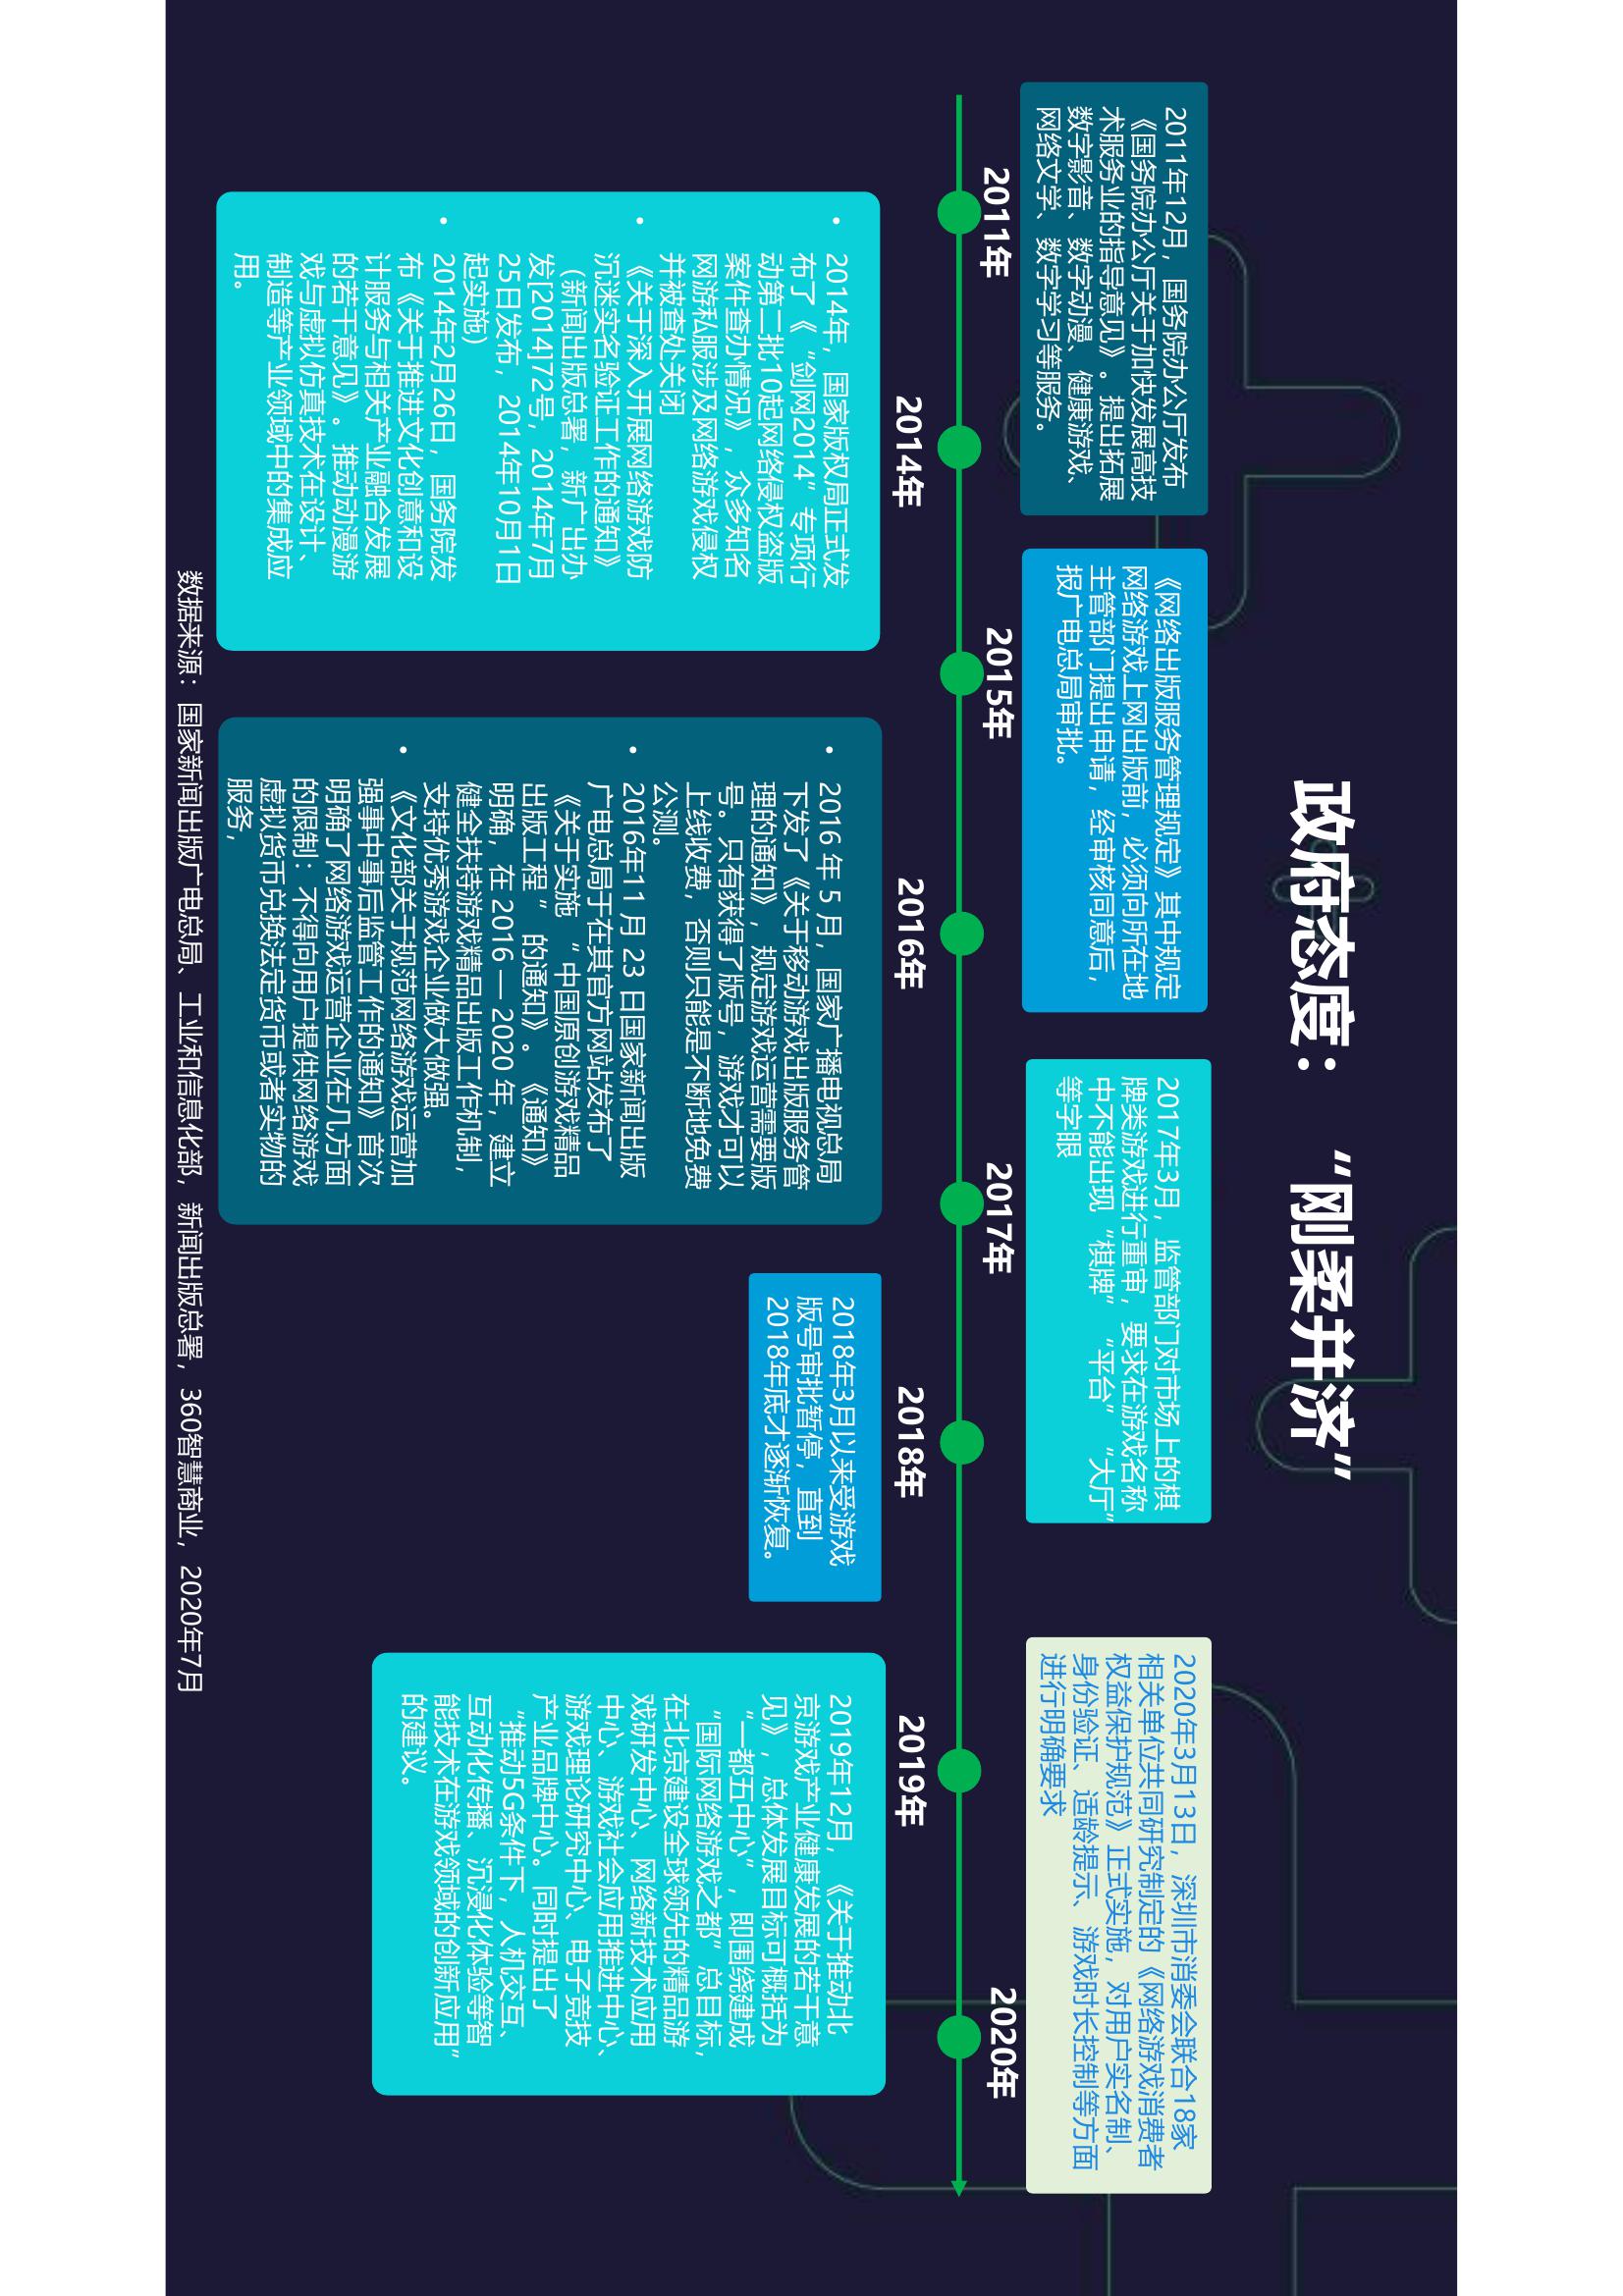 政府态度：“刚柔并济”
2011年12月，国务院办公厅发布
《国务院办公厅关于加快发展高技
术服务业的指导意见》。提出拓展
数字影音、数字动漫、健康游戏、
网络文学、数字学习等服务。
2011年
2014年
• 2014年，国家版权局正式发
布了《“剑网2014”专项行
动第二批10起网络侵权盗版
案件查办情况》，众多知名
网游私服涉及网络游戏侵权
并被查处关闭
• 《关于深入开展网络游戏防
沉迷实名验证工作的通知》
（新闻出版总署，新广出办
发[2014]72号，2014年7月
25日发布，2014年10月1日
起实施)
• 2014年2月26日，国务院发
布《关于推进文化创意和设
计服务与相关产业融合发展
的若干意见》。推动动漫游
戏与虚拟仿真技术在设计、
制造等产业领域中的集成应
用。
《网络出版服务管理规定》其中规定
网络游戏上网出版前，必须向所在地
主管部门提出申请，经审核同意后，
报广电总局审批。
2015年
2016年
• 2016 年 5 月，国家广播电视总局
下发了《关于移动游戏出版服务管
理的通知》，规定游戏运营需要版
号。只有获得了版号，游戏才可以
上线收费，否则只能是不断地免费
公测。
• 2016年11 月 23 日国家新闻出版
广电总局于在其官方网站发布了
《关于实施 “ 中国原创游戏精品
出版工程 ” 的通知》。《通知》
明确，在 2016 — 2020 年，建立
健全扶持游戏精品出版工作机制，
支持优秀游戏企业做大做强。
• 《文化部关于规范网络游戏运营加
强事中事后监管工作的通知》首次
明确了网络游戏运营企业在几方面
的限制：不得向用户提供网络游戏
虚拟货币兑换法定货币或者实物的
服务，
2017年3月，监管部门对市场上的棋
牌类游戏进行重审，要求在游戏名称
中不能出现“棋牌”“平台”“大厅”
等字眼
2017年
2018年
2018年3月以来受游戏
版号审批暂停，直到
2018年底才逐渐恢复。
2019年
2019年12月，《关于推动北
京游戏产业健康发展的若干意
见》，总体发展目标可概括为
“一都五中心”，即围绕建成
“国际网络游戏之都”总目标，
在北京建设全球领先的精品游
戏研发中心、网络新技术应用
中心、游戏社会应用推进中心、
游戏理论研究中心、电子竞技
产业品牌中心。同时提出了
“推动5G条件下，人机交互、
互动化传播、沉浸化体验等智
能技术在游戏领域的创新应用”
的建议。
2020年3月13日，深圳市消委会联合18家
相关单位共同研究制定的《网络游戏消费者
权益保护规范》正式实施，对用户实名制、
身份验证、适龄提示、游戏时长控制等方面
进行明确要求
2020年
数据来源：国家新闻出版广电总局、工业和信息化部，新闻出版总署，360智慧商业，2020年7月